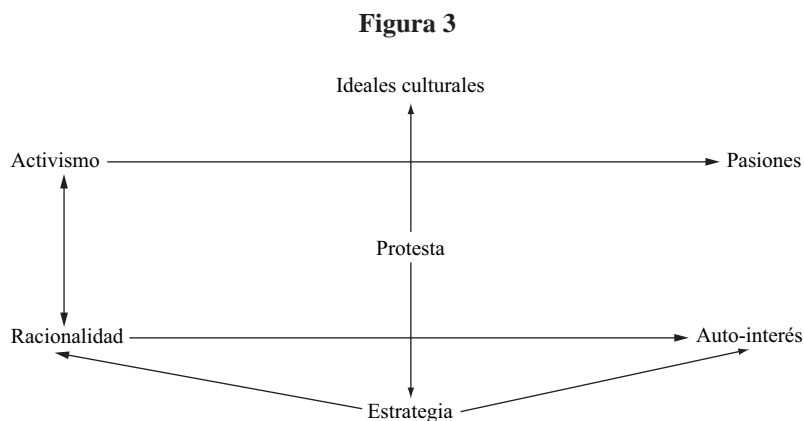 Figura 3
Ideales culturales
Activismo
Pasiones
Protesta
Racionalidad
Auto-interés
Estrategia